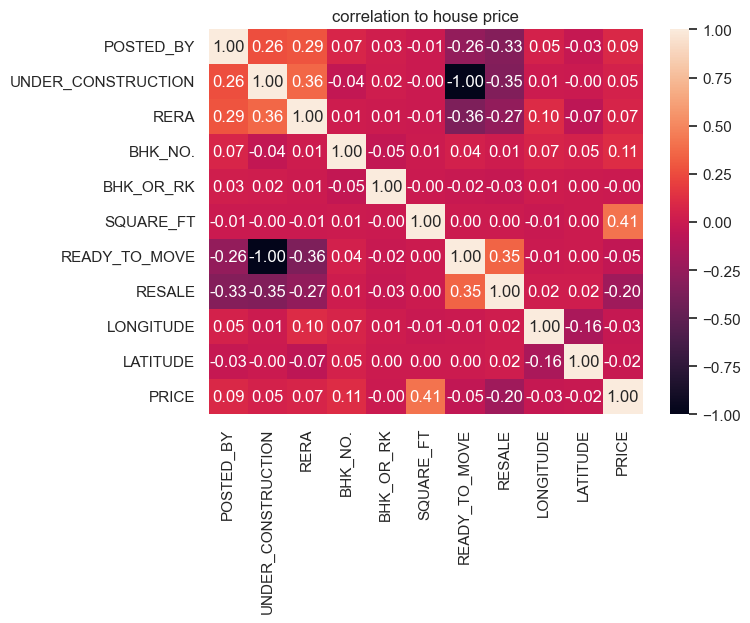 correlation to house price
POSTED_BY 1.00 0.26 0.29 0.07 0.03 -0.01 -0.26 -0.33 0.05 -0.03 0.09
UNDER_CONSTRUCTION 0.26 1.00 0.36 -0.04 0.02 -0.00 -1.00 -0.35 0.01 -0.00 0.05
RERA 0.29 0.36 1.00 0.01 0.01 -0.01 -0.36 -0.27 0.10 -0.07 0.07
BHK_NO. 0.07 -0.04 0.01 1.00 -0.05 0.01 0.04 0.01 0.07 0.05 0.11
BHK_OR_RK 0.03 0.02 0.01 -0.05 1.00 -0.00 -0.02 -0.03 0.01 0.00 -0.00
SQUARE_FT -0.01 -0.00 -0.01 0.01 -0.00 1.00 0.00 0.00 -0.01 0.00 0.41
READY_TO_MOVE -0.26 -1.00 -0.36 0.04 -0.02 0.00 1.00 0.35 -0.01 0.00 -0.05
RESALE -0.33 -0.35 -0.27 0.01 -0.03 0.00 0.35 1.00 0.02 0.02 -0.20
LONGITUDE 0.05 0.01 0.10 0.07 0.01 -0.01 -0.01 0.02 1.00 -0.16 -0.03
LATITUDE -0.03 -0.00 -0.07 0.05 0.00 0.00 0.00 0.02 -0.16 1.00 -0.02
PRICE 0.09 0.05 0.07 0.11 -0.00 0.41 -0.05 -0.20 -0.03 -0.02 1.00
POSTED_BY
UNDER_CONSTRUCTION
RERA
BHK_NO.
BHK_OR_RK
SQUARE_FT
READY_TO_MOVE
RESALE
LONGITUDE
LATITUDE
PRICE
1.00
0.75
0.50
0.25
0.00
−0.25
−0.50
−0.75
−1.00